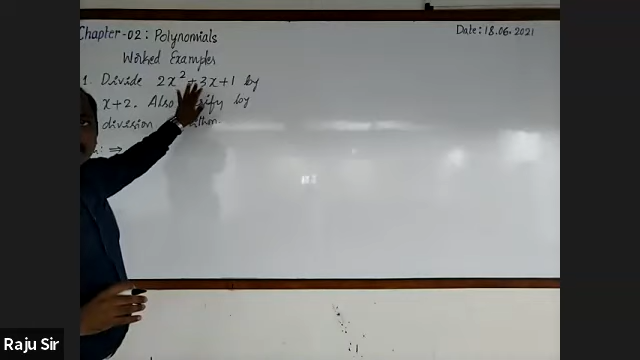 Chapter-02: Polynomials
Date: 18.06.2021
Worked Examples
1. Divide 2x² + 3x + 1 by
x+2. Also by
division
⇒
Raju Sir